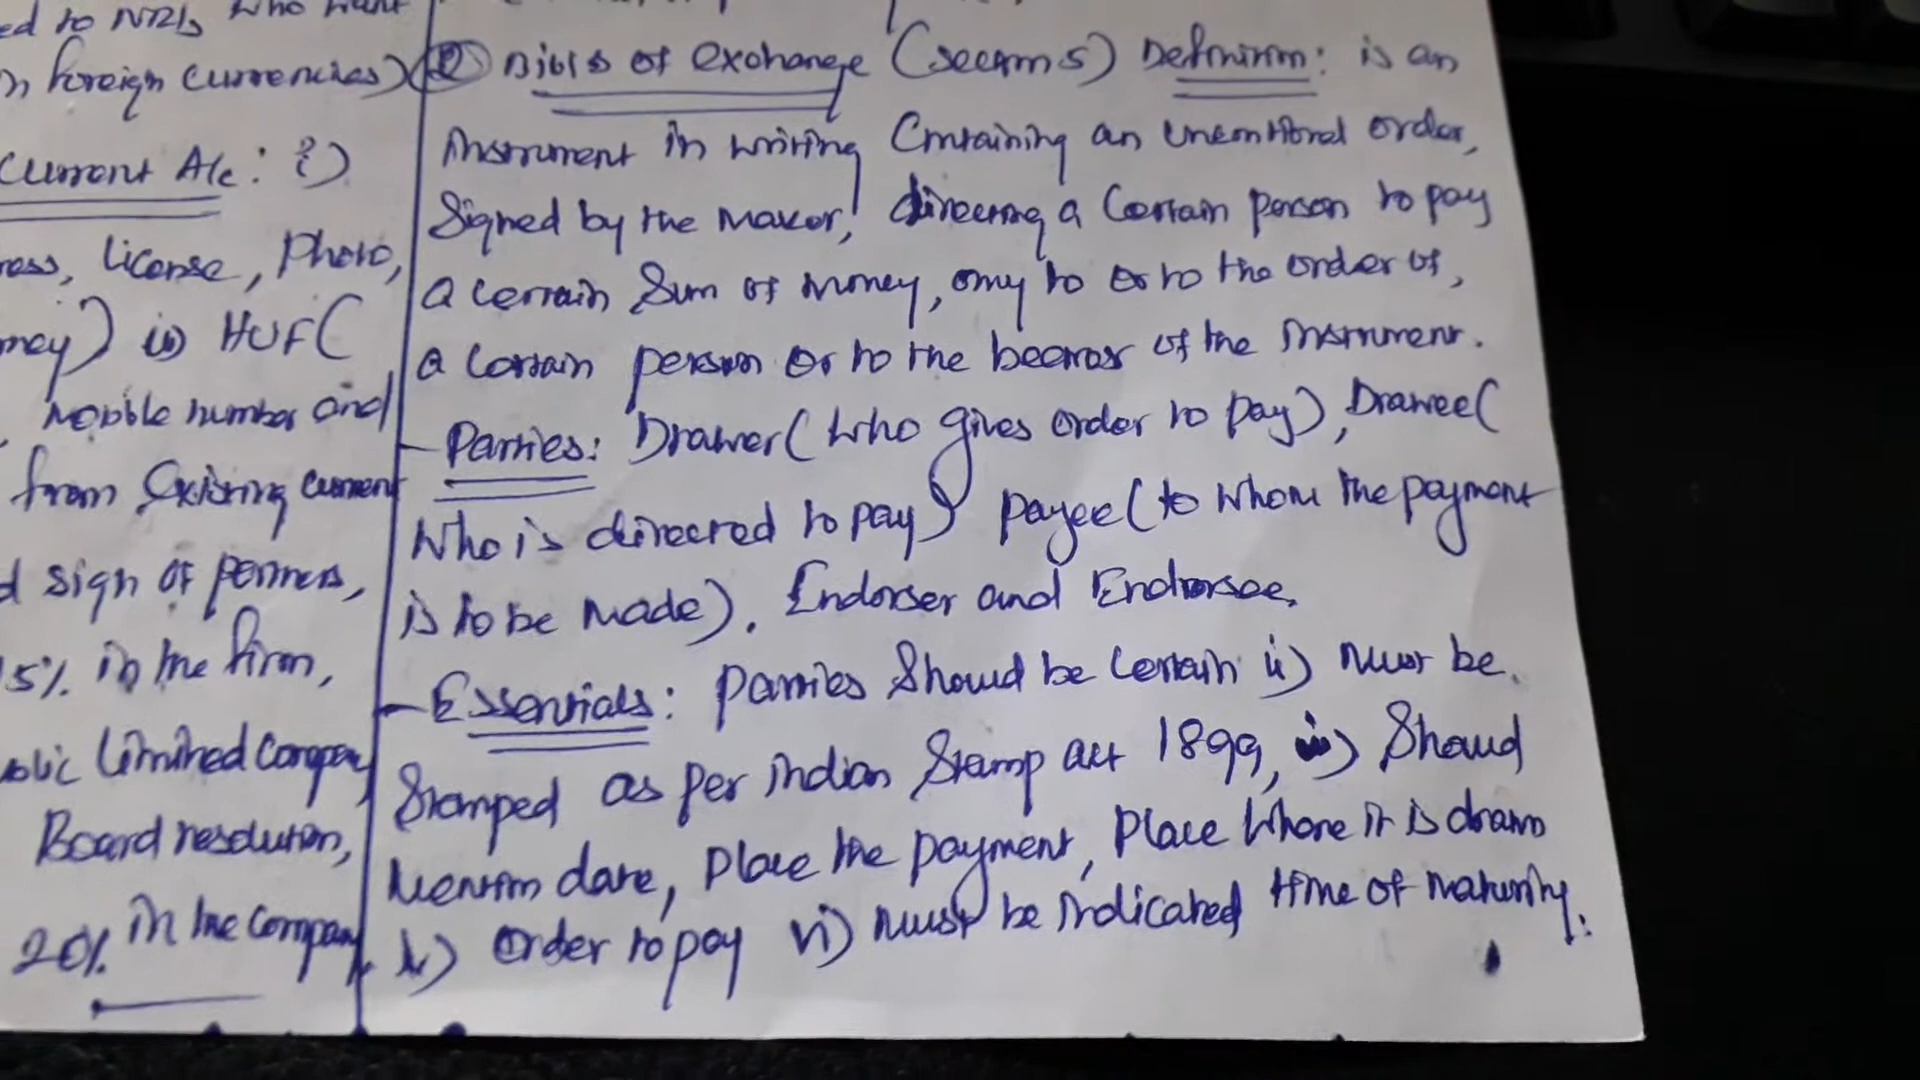 ed to NRIs who want
n foreign currencies)
Current A/c: i)
ress, license, Photo,
ney) ii) HUF(
mobile number and
from existing current
d sign of partners,
15% in the firm,
ublic limited Company
Board resolution,
20% in the company
② Bills of exchange (sec 5) Definition: is an
instrument in writing Containing an unconditional order,
Signed by the maker, directing a Certain person to pay
a certain Sum of money, only to or to the order of,
a certain person or to the bearer of the instrument.
- Parties: Drawer( who gives order to pay), Drawee(
who is directed to pay) payee (to whom the payment
is to be made). Endorser and Endorsee.
- Essentials: parties Should be certain ii) must be
Stamped as per indian Stamp act 1899, iii) Should
Mention date, place the payment, place where it is drawn
v) order to pay vi) must be indicated time of maturity.